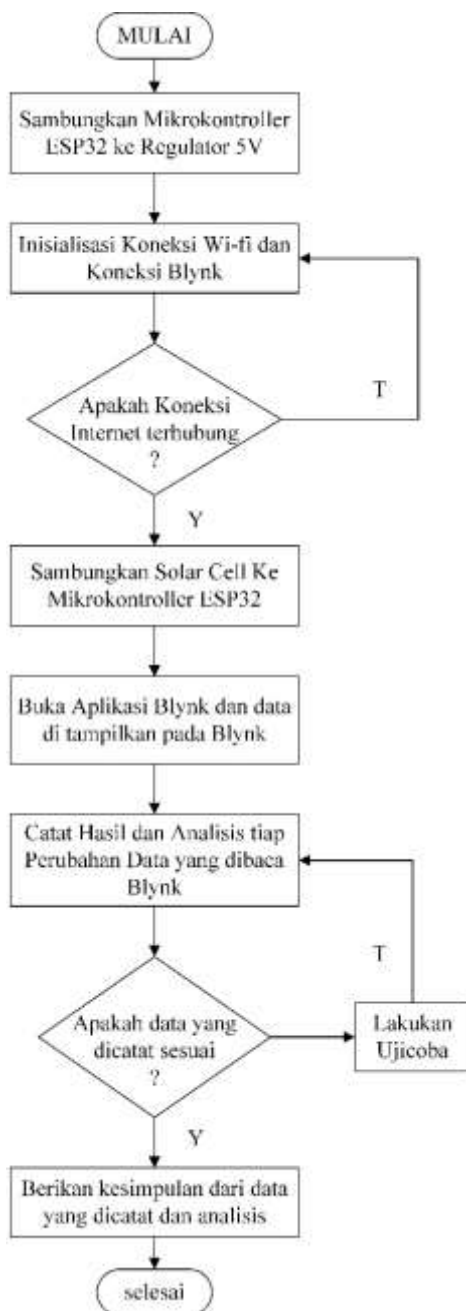 MULAI
Sambungkan Mikrokontroller
ESP32 ke Regulator 5V
Inisialisasi Koneksi Wi-fi dan
Koneksi Blynk
Apakah Koneksi
Internet terhubung
?
T
Y
Sambungkan Solar Cell Ke
Mikrokontroller ESP32
Buka Aplikasi Blynk dan data
di tampilkan pada Blynk
Catat Hasil dan Analisis tiap
Perubahan Data yang dibaca
Blynk
Apakah data yang
dicatat sesuai
?
T
Lakukan
Ujicoba
Y
Berikan kesimpulan dari data
yang dicatat dan analisis
selesai